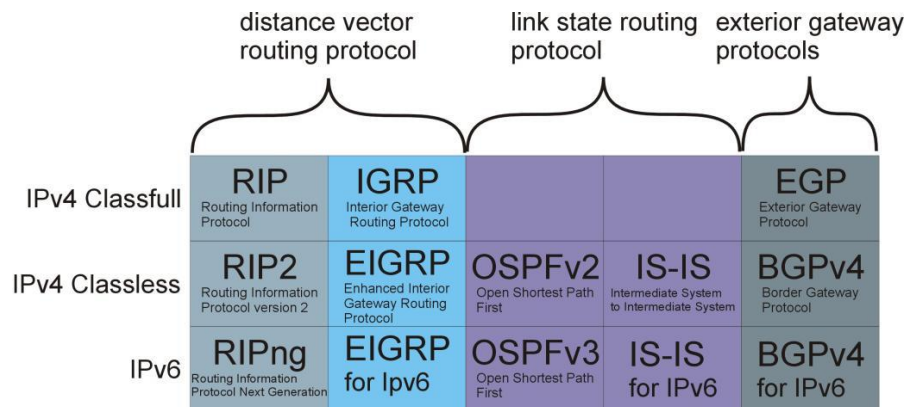 distance vector
routing protocol
link state routing
protocol
exterior gateway
protocols
IPv4 Classfull
RIP
Routing Information
Protocol
IGRP
Interior Gateway
Routing Protocol
EGP
Exterior Gateway
Protocol
IPv4 Classless
RIP2
Routing Information
Protocol version 2
EIGRP
Enhanced Interior
Gateway Routing
Protocol
OSPFv2
Open Shortest Path
First
IS-IS
Intermediate System
to Intermediate System
BGPv4
Border Gateway
Protocol
IPv6
RIPng
Routing Information
Protocol Next Generation
EIGRP
for Ipv6
OSPFv3
Open Shortest Path
First
IS-IS
for IPv6
BGPv4
for IPv6